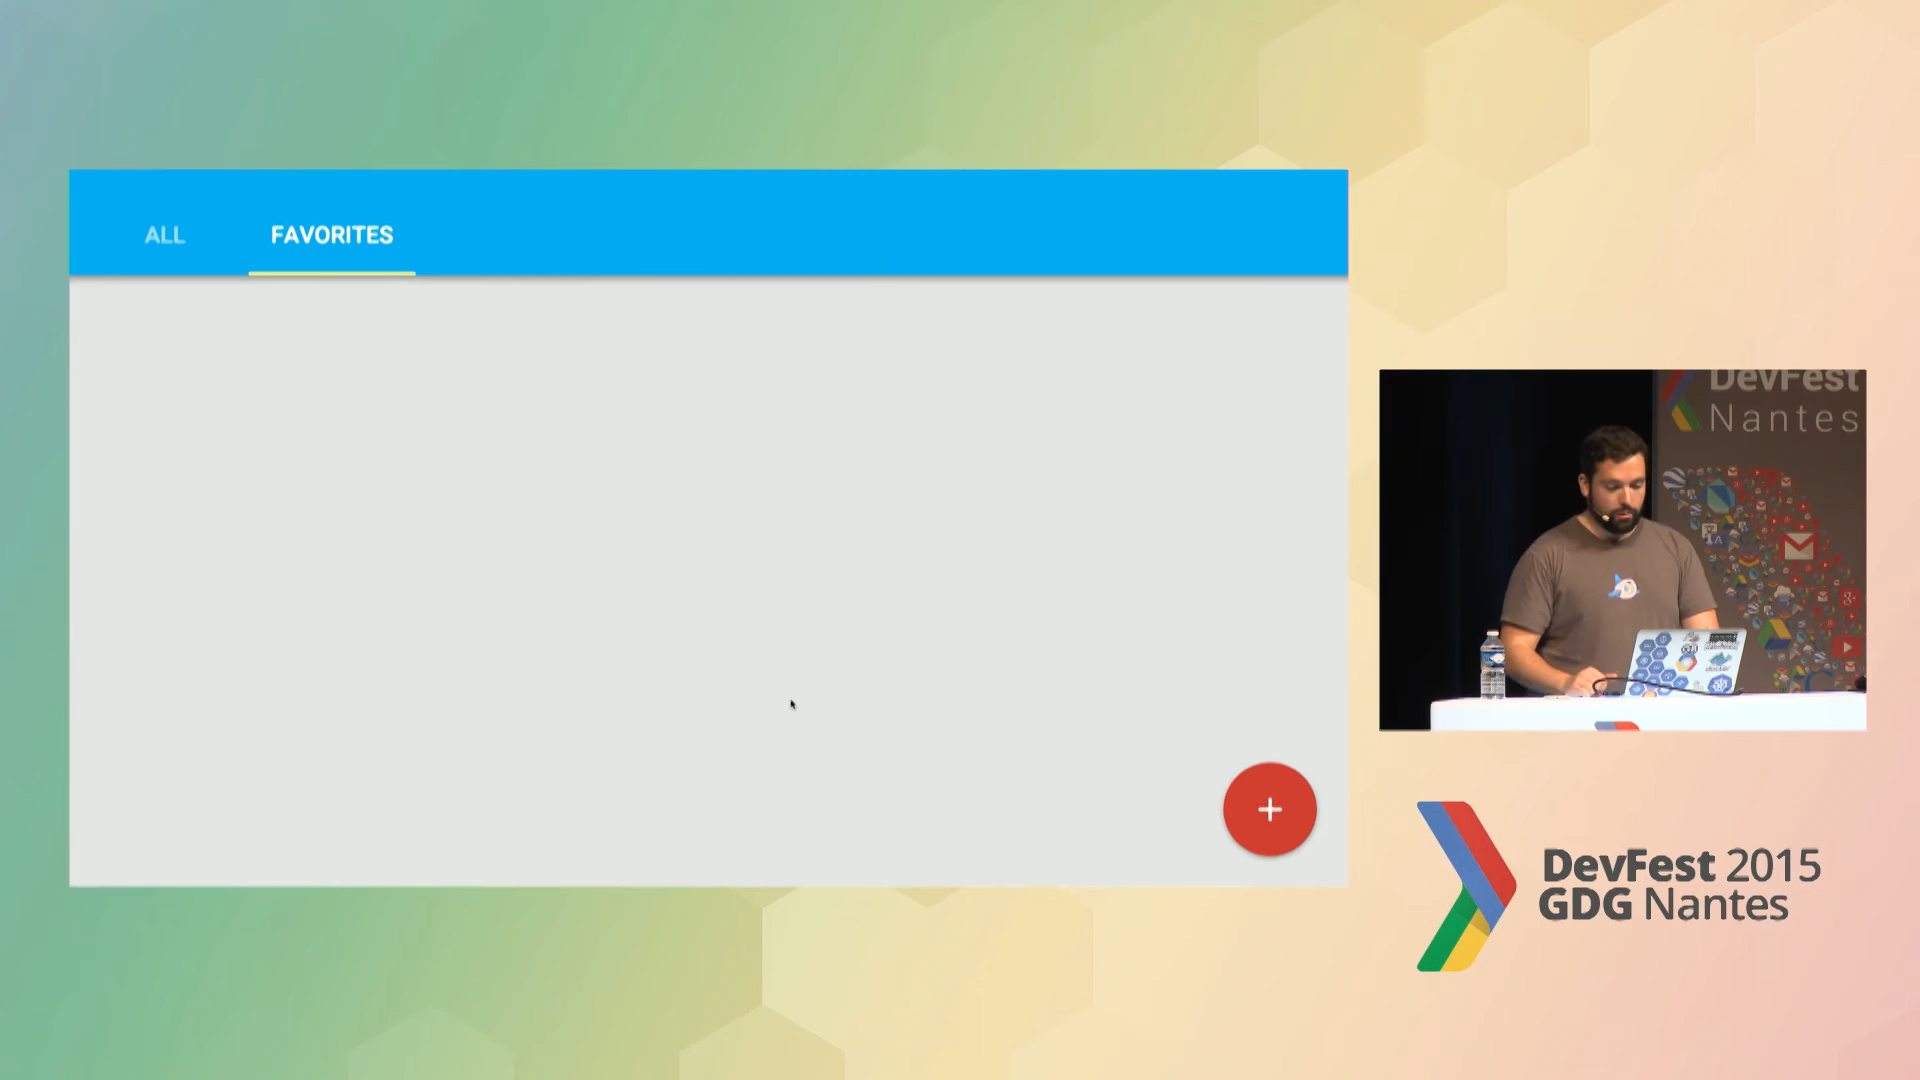 ALL
FAVORITES
+
DevFest
Nantes
DevFest 2015
GDG Nantes